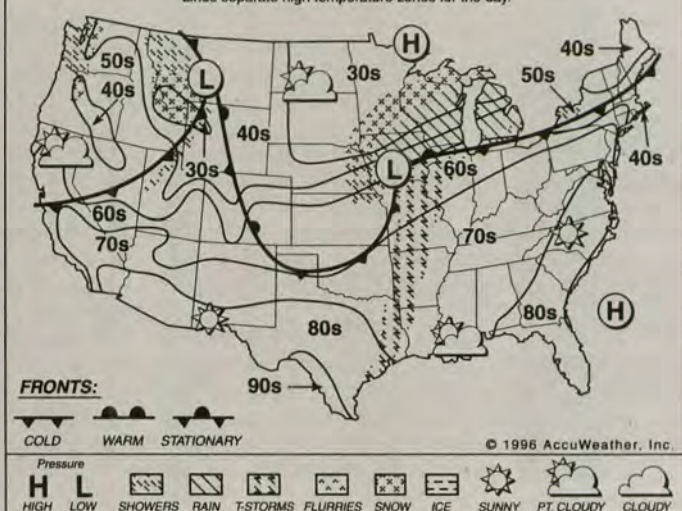 Lines separate high temperature zones for the day.
H
40s
50s
40s
L
30s
50s
40s
30s
40s
L
60s
40s
60s
70s
70s
80s
80s
H
90s
FRONTS:
COLD WARM STATIONARY
© 1996 AccuWeather, Inc.
Pressure
H L
HIGH LOW SHOWERS RAIN T-STORMS FLURRIES SNOW ICE SUNNY PT. CLOUDY CLOUDY